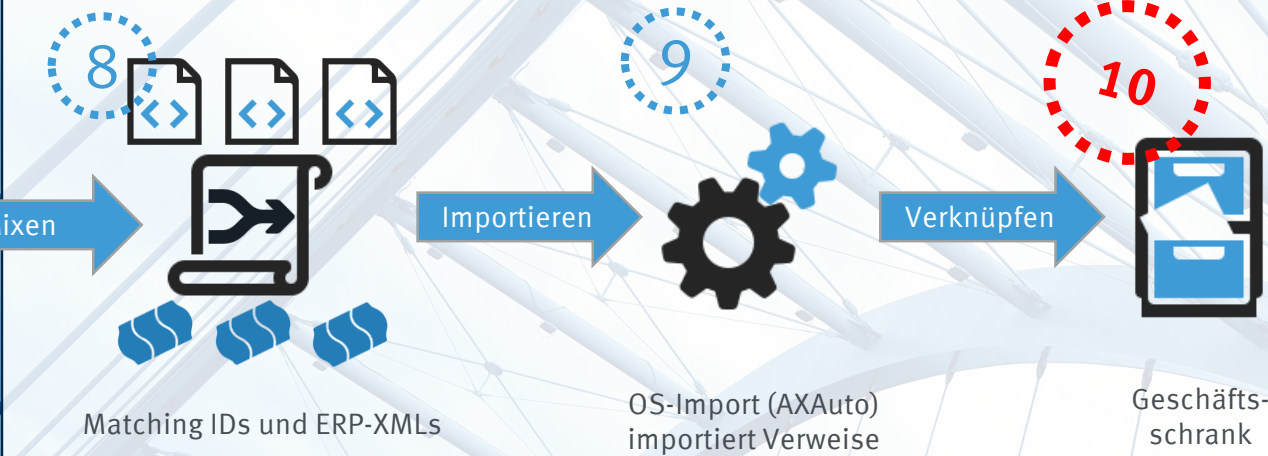 8
9
10
ixen
Importieren
Verknüpfen
Matching IDs und ERP-XMLs
OS-Import (AXAuto)
importiert Verweise
Geschäfts-
schrank